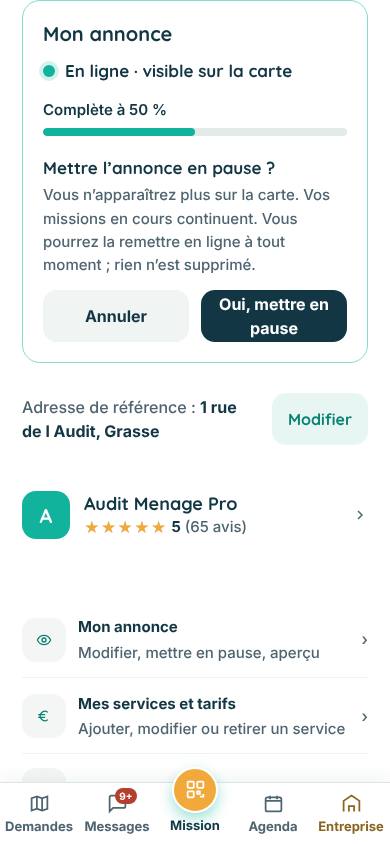 Mon annonce
En ligne · visible sur la carte
Complète à 50 %
Mettre l’annonce en pause ?
Vous n’apparaîtrez plus sur la carte. Vos
missions en cours continuent. Vous
pourrez la remettre en ligne à tout
moment ; rien n’est supprimé.
Annuler
Oui, mettre en
pause
Adresse de référence : 1 rue
de l Audit, Grasse
Modifier
A
Audit Menage Pro
★★★★★ 5 (65 avis)
Mon annonce
Modifier, mettre en pause, aperçu
€
Mes services et tarifs
Ajouter, modifier ou retirer un service
9+
Demandes
Messages
Mission
Agenda
Entreprise